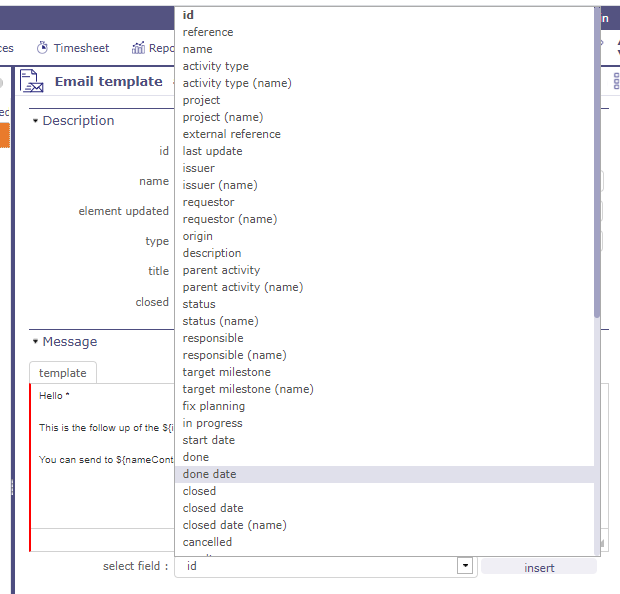 Timesheet
Email template
Description
id
name
element updated
type
title
closed
Message
template
Hello *
This is the follow up of the ${i
You can send to ${nameCont
id
reference
name
activity type
activity type (name)
project
project (name)
external reference
last update
issuer
issuer (name)
requestor
requestor (name)
origin
description
parent activity
parent activity (name)
status
status (name)
responsible
responsible (name)
target milestone
target milestone (name)
fix planning
in progress
start date
done
done date
closed
closed date
closed date (name)
cancelled
select field : id insert